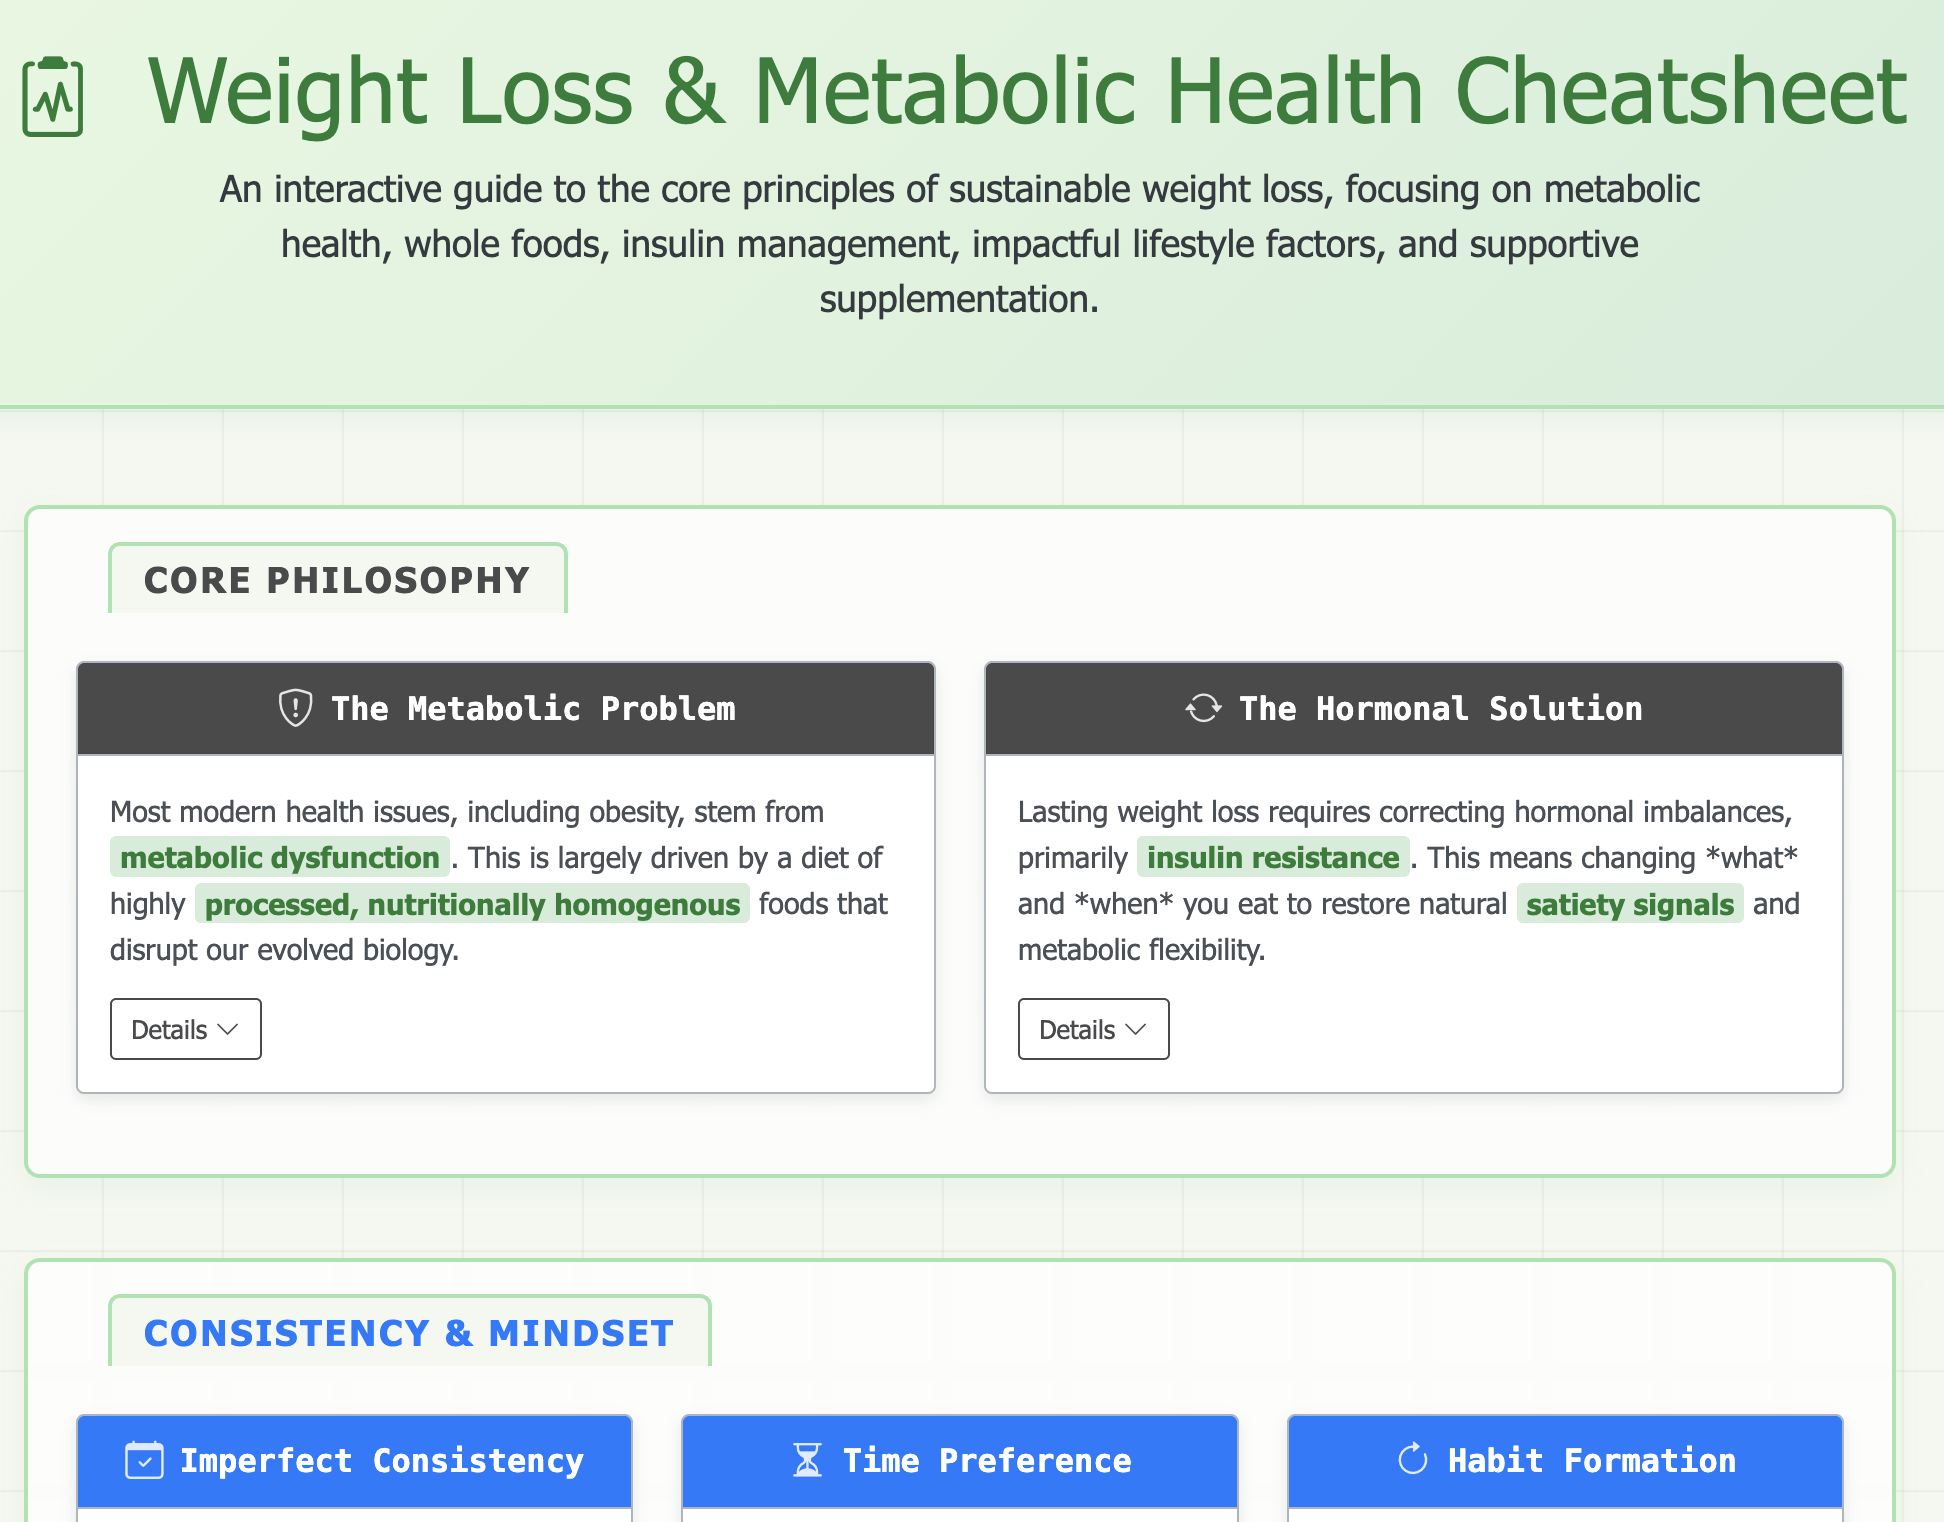 Weight Loss & Metabolic Health Cheatsheet
An interactive guide to the core principles of sustainable weight loss, focusing on metabolic
health, whole foods, insulin management, impactful lifestyle factors, and supportive
supplementation.
CORE PHILOSOPHY
The Metabolic Problem
Most modern health issues, including obesity, stem from
metabolic dysfunction. This is largely driven by a diet of
highly processed, nutritionally homogenous foods that
disrupt our evolved biology.
Details
The Hormonal Solution
Lasting weight loss requires correcting hormonal imbalances,
primarily insulin resistance. This means changing *what*
and *when* you eat to restore natural satiety signals and
metabolic flexibility.
Details
CONSISTENCY & MINDSET
Imperfect Consistency
Time Preference
Habit Formation